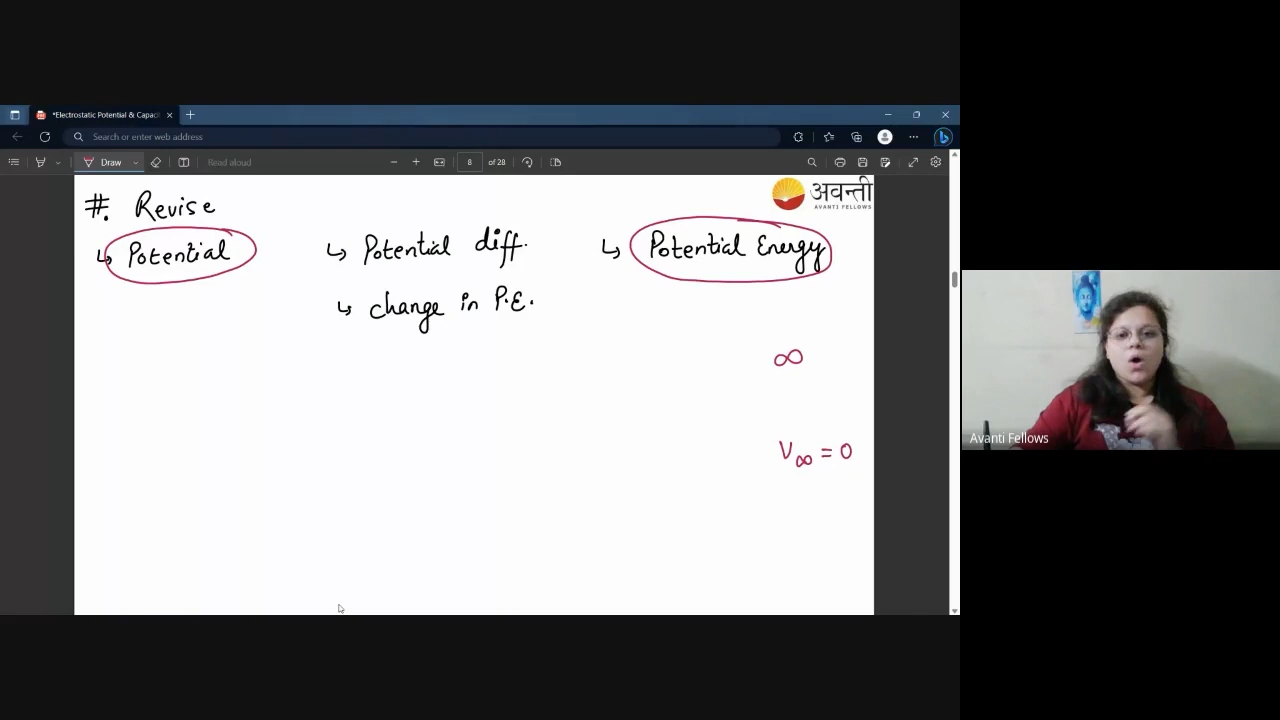 *Electrostatic Potential & Capaci
Search or enter web address
Draw
Read aloud
8 of 28
#. Revise
अवन्ती
AVANTI FELLOWS
↳ Potential ↳ Potential diff. ↳ Potential Energy
↳ change in P.E.
∞
V∞ = 0
Avanti Fellows